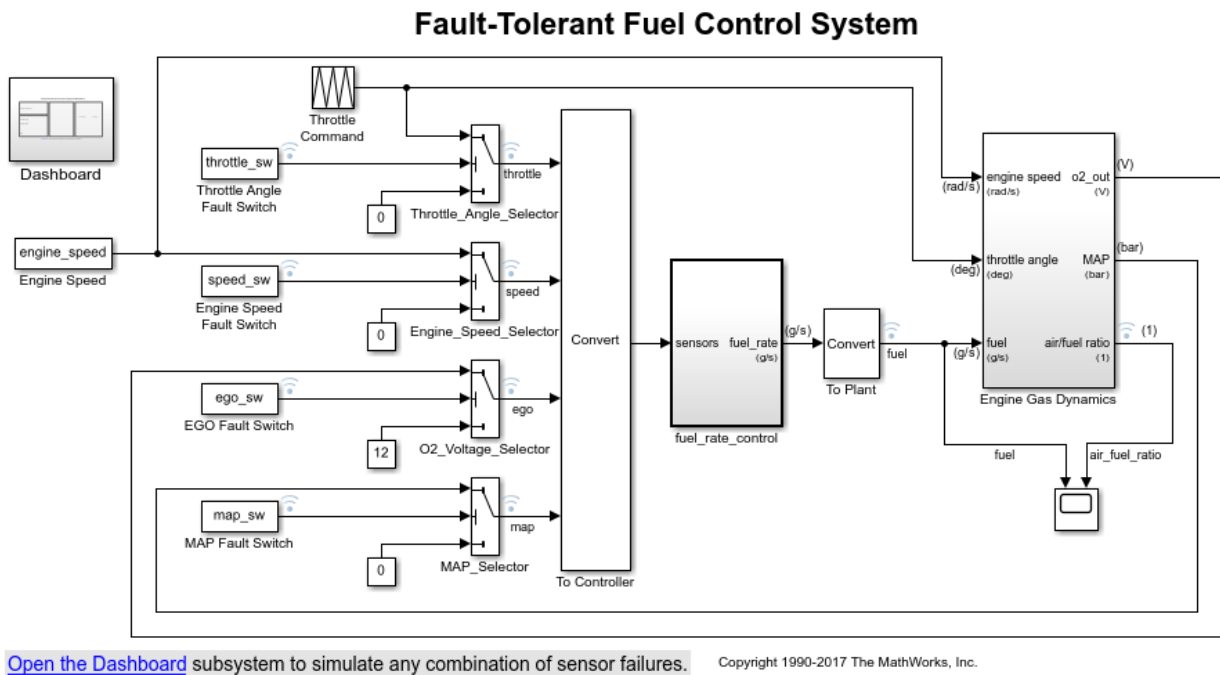 Fault-Tolerant Fuel Control System
Dashboard
Throttle
Command
throttle_sw
Throttle Angle
Fault Switch
0
throttle
Throttle_Angle_Selector
engine_speed
Engine Speed
speed_sw
Engine Speed
Fault Switch
0
speed
Engine_Speed_Selector
ego_sw
EGO Fault Switch
12
ego
O2_Voltage_Selector
map_sw
MAP Fault Switch
0
map
MAP_Selector
Convert
To Controller
sensors
fuel_rate
(g/s)
fuel_rate_control
(g/s)
Convert
To Plant
fuel
(rad/s)
(deg)
(g/s)
engine speed
(rad/s)
o2_out
(V)
throttle angle
(deg)
MAP
(bar)
fuel
(g/s)
air/fuel ratio
(1)
Engine Gas Dynamics
(V)
(bar)
(1)
fuel
air_fuel_ratio
Open the Dashboard subsystem to simulate any combination of sensor failures.
Copyright 1990-2017 The MathWorks, Inc.